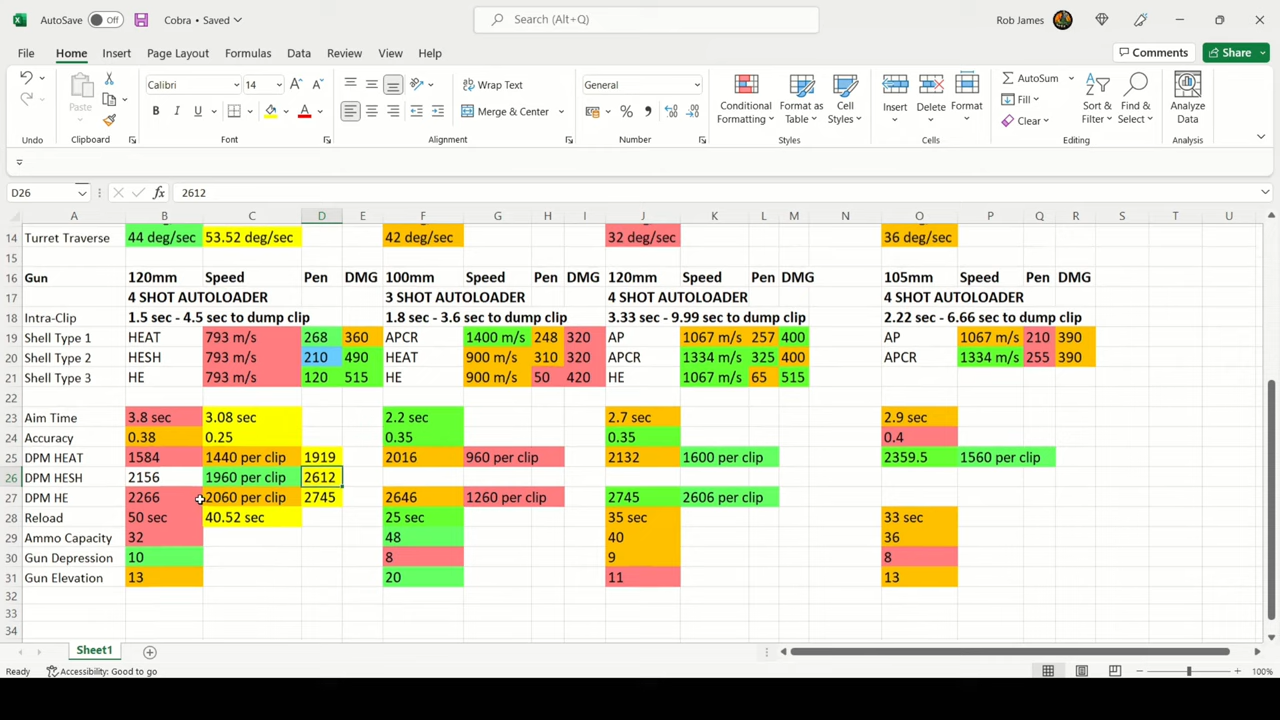 AutoSave Off Cobra • Saved Search (Alt+Q) Rob James
File Home Insert Page Layout Formulas Data Review View Help Comments Share
Paste Calibri 14 A A B I U A Wrap Text Merge & Center General % Conditional Formatting Format as Table Cell Styles Insert Delete Format AutoSum Fill Clear Sort & Filter Find & Select Analyze Data
Undo Clipboard Font Alignment Number Styles Cells Editing Analysis
D26 fx 2612
A B C D E F G H I J K L M N O P Q R S T U
14 Turret Traverse 44 deg/sec 53.52 deg/sec 42 deg/sec 32 deg/sec 36 deg/sec
15
16 Gun 120mm Speed Pen DMG 100mm Speed Pen DMG 120mm Speed Pen DMG 105mm Speed Pen DMG
17 4 SHOT AUTOLOADER 3 SHOT AUTOLOADER 4 SHOT AUTOLOADER 4 SHOT AUTOLOADER
18 Intra-Clip 1.5 sec - 4.5 sec to dump clip 1.8 sec - 3.6 sec to dump clip 3.33 sec - 9.99 sec to dump clip 2.22 sec - 6.66 sec to dump clip
19 Shell Type 1 HEAT 793 m/s 268 360 APCR 1400 m/s 248 320 AP 1067 m/s 257 400 AP 1067 m/s 210 390
20 Shell Type 2 HESH 793 m/s 210 490 HEAT 900 m/s 310 320 APCR 1334 m/s 325 400 APCR 1334 m/s 255 390
21 Shell Type 3 HE 793 m/s 120 515 HE 900 m/s 50 420 HE 1067 m/s 65 515
22
23 Aim Time 3.8 sec 3.08 sec 2.2 sec 2.7 sec 2.9 sec
24 Accuracy 0.38 0.25 0.35 0.35 0.4
25 DPM HEAT 1584 1440 per clip 1919 2016 960 per clip 2132 1600 per clip 2359.5 1560 per clip
26 DPM HESH 2156 1960 per clip 2612
27 DPM HE 2266 2060 per clip 2745 2646 1260 per clip 2745 2606 per clip
28 Reload 50 sec 40.52 sec 25 sec 35 sec 33 sec
29 Ammo Capacity 32 48 40 36
30 Gun Depression 10 8 9 8
31 Gun Elevation 13 20 11 13
32
33
34
Sheet1
Ready Accessibility: Good to go 100%